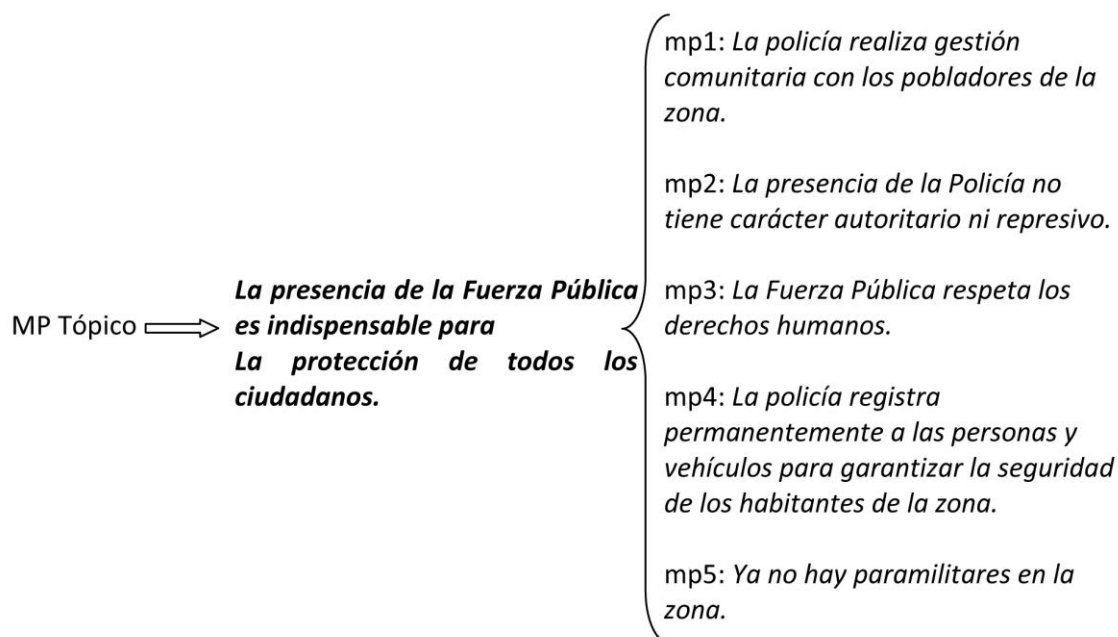 MP Tópico
La presencia de la Fuerza Pública
es indispensable para
La protección de todos los
ciudadanos.
mp1: La policía realiza gestión
comunitaria con los pobladores de la
zona.
mp2: La presencia de la Policía no
tiene carácter autoritario ni represivo.
mp3: La Fuerza Pública respeta los
derechos humanos.
mp4: La policía registra
permanentemente a las personas y
vehículos para garantizar la seguridad
de los habitantes de la zona.
mp5: Ya no hay paramilitares en la
zona.